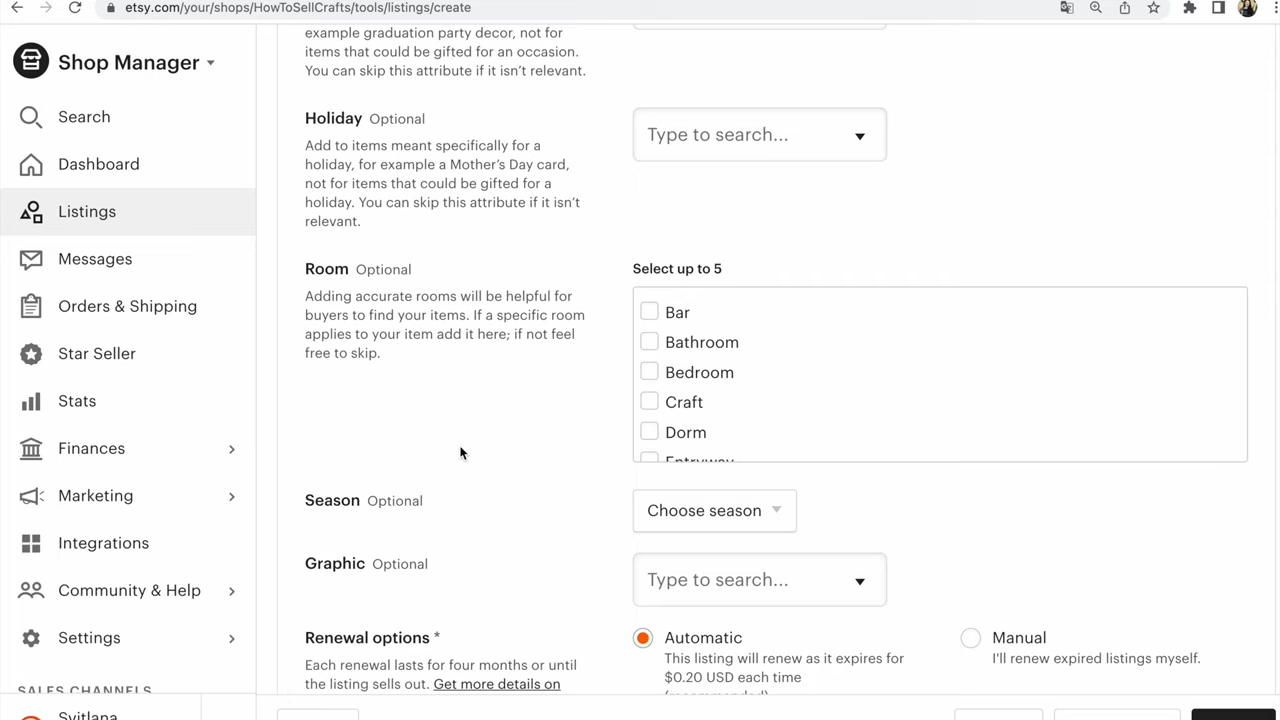 etsy.com/your/shops/HowToSellCrafts/tools/listings/create
Shop Manager
Search
Dashboard
Listings
Messages
Orders & Shipping
Star Seller
Stats
Finances
Marketing
Integrations
Community & Help
Settings
SALES CHANNELS
Svitlana
example graduation party decor, not for
items that could be gifted for an occasion.
You can skip this attribute if it isn't relevant.
Holiday Optional
Add to items meant specifically for a
holiday, for example a Mother's Day card,
not for items that could be gifted for a
holiday. You can skip this attribute if it isn't
relevant.
Type to search...
Room Optional
Adding accurate rooms will be helpful for
buyers to find your items. If a specific room
applies to your item add it here; if not feel
free to skip.
Select up to 5
Bar
Bathroom
Bedroom
Craft
Dorm
Entryway
Season Optional
Choose season
Graphic Optional
Type to search...
Renewal options *
Each renewal lasts for four months or until
the listing sells out. Get more details on
Automatic
This listing will renew as it expires for
$0.20 USD each time
(recommended)
Manual
I'll renew expired listings myself.